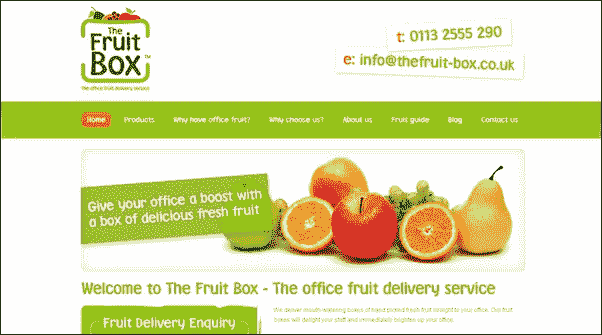 The
Fruit
Box™
The office fruit delivery service
t: 0113 2555 290
e: info@thefruit-box.co.uk
Home Products Why have office fruit? Why choose us? About us Fruit guide Blog Contact us
Give your office a boost with
a box of delicious fresh fruit
Welcome to The Fruit Box - The office fruit delivery service
Fruit Delivery Enquiry
We deliver mouth-watering boxes of hand picked fresh fruit straight to your office. Our fruit
boxes will delight your staff and immediately brighten up your office.